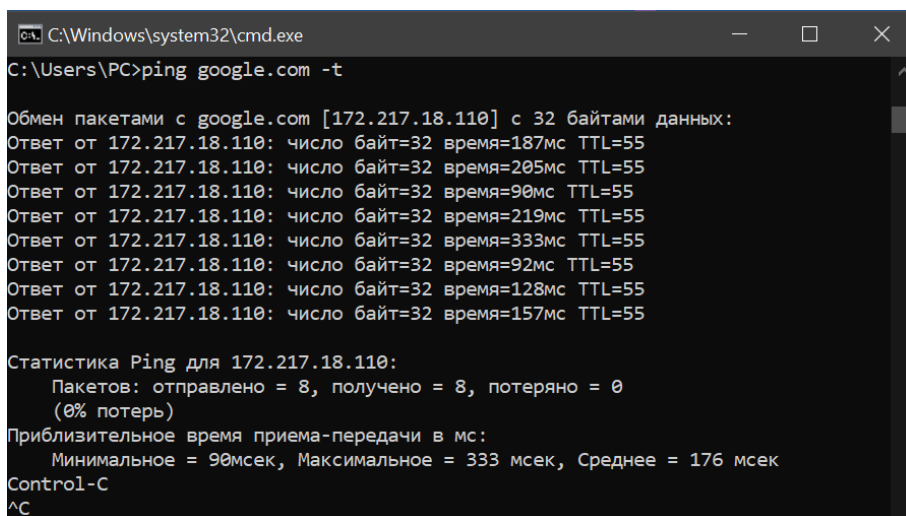 C:\Windows\system32\cmd.exe
C:\Users\PC>ping google.com -t
Обмен пакетами с google.com [172.217.18.110] с 32 байтами данных:
Ответ от 172.217.18.110: число байт=32 время=187мс TTL=55
Ответ от 172.217.18.110: число байт=32 время=205мс TTL=55
Ответ от 172.217.18.110: число байт=32 время=90мс TTL=55
Ответ от 172.217.18.110: число байт=32 время=219мс TTL=55
Ответ от 172.217.18.110: число байт=32 время=333мс TTL=55
Ответ от 172.217.18.110: число байт=32 время=92мс TTL=55
Ответ от 172.217.18.110: число байт=32 время=128мс TTL=55
Ответ от 172.217.18.110: число байт=32 время=157мс TTL=55
Статистика Ping для 172.217.18.110:
Пакетов: отправлено = 8, получено = 8, потеряно = 0
(0% потерь)
Приблизительное время приема-передачи в мс:
Минимальное = 90мсек, Максимальное = 333 мсек, Среднее = 176 мсек
Control-C
^C